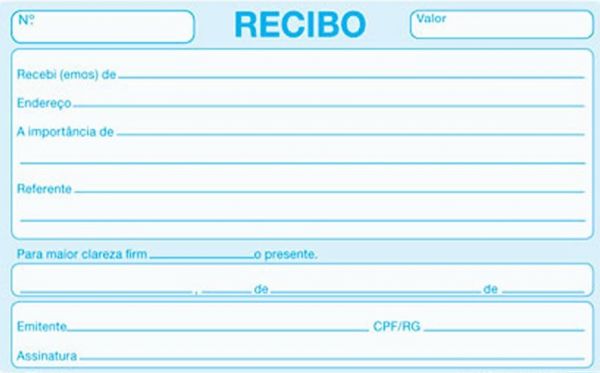 Nº.
RECIBO
Valor
Recebi (emos) de
Endereço
A importância de
Referente
Para maior clareza firm o presente.
, de de
Emitente CPF/RG
Assinatura